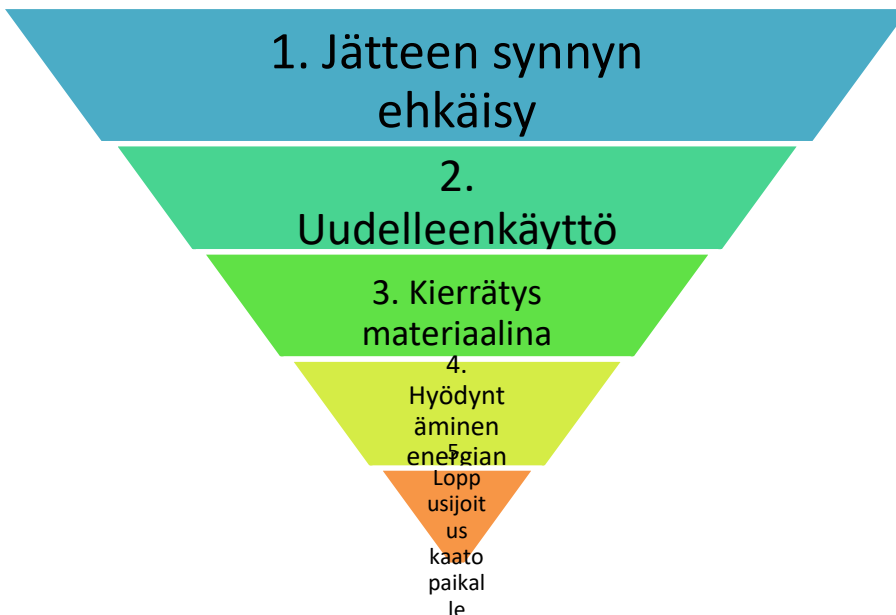 1. Jätteen synnyn
ehkäisy
2.
Uudelleenkäyttö
3. Kierrätys
materiaalina
4.
Hyödynt
äminen
energian
5.
Lopp
usijoit
us
kaato
paikal
le